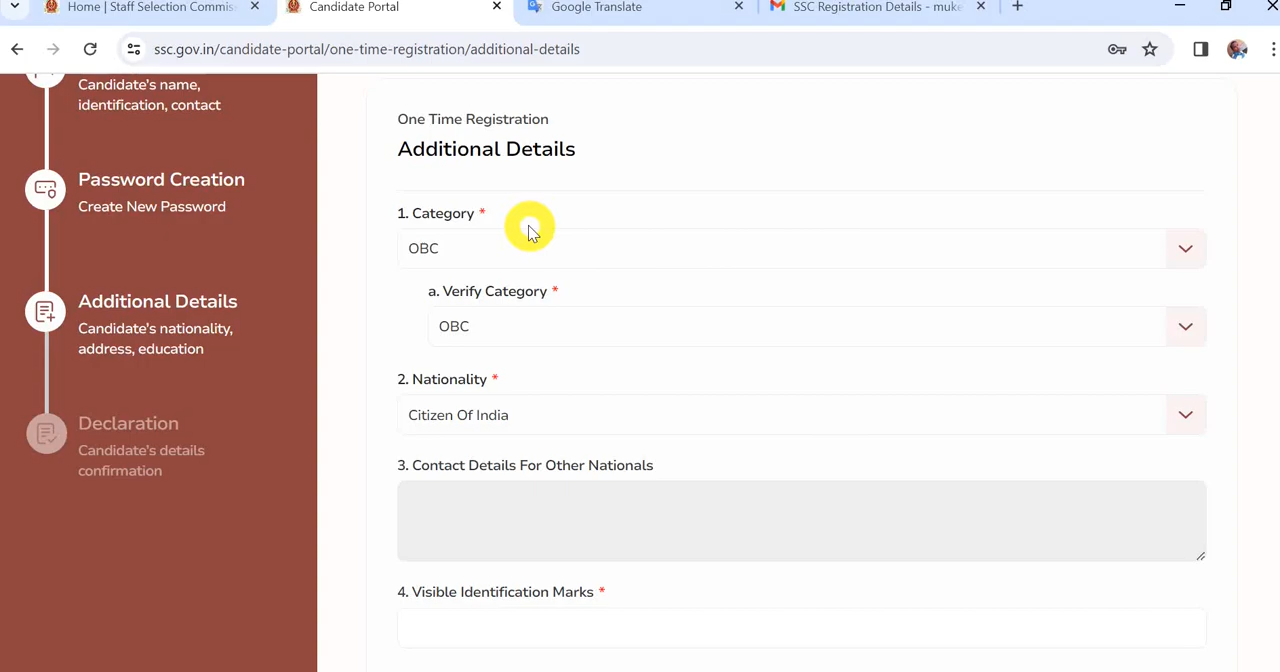 Home | Staff Selection Commis
Candidate Portal
Google Translate
SSC Registration Details - muke
ssc.gov.in/candidate-portal/one-time-registration/additional-details
Candidate's name,
identification, contact
Password Creation
Create New Password
Additional Details
Candidate's nationality,
address, education
Declaration
Candidate's details
confirmation
One Time Registration
Additional Details
1. Category *
OBC
a. Verify Category *
OBC
2. Nationality *
Citizen Of India
3. Contact Details For Other Nationals
4. Visible Identification Marks *